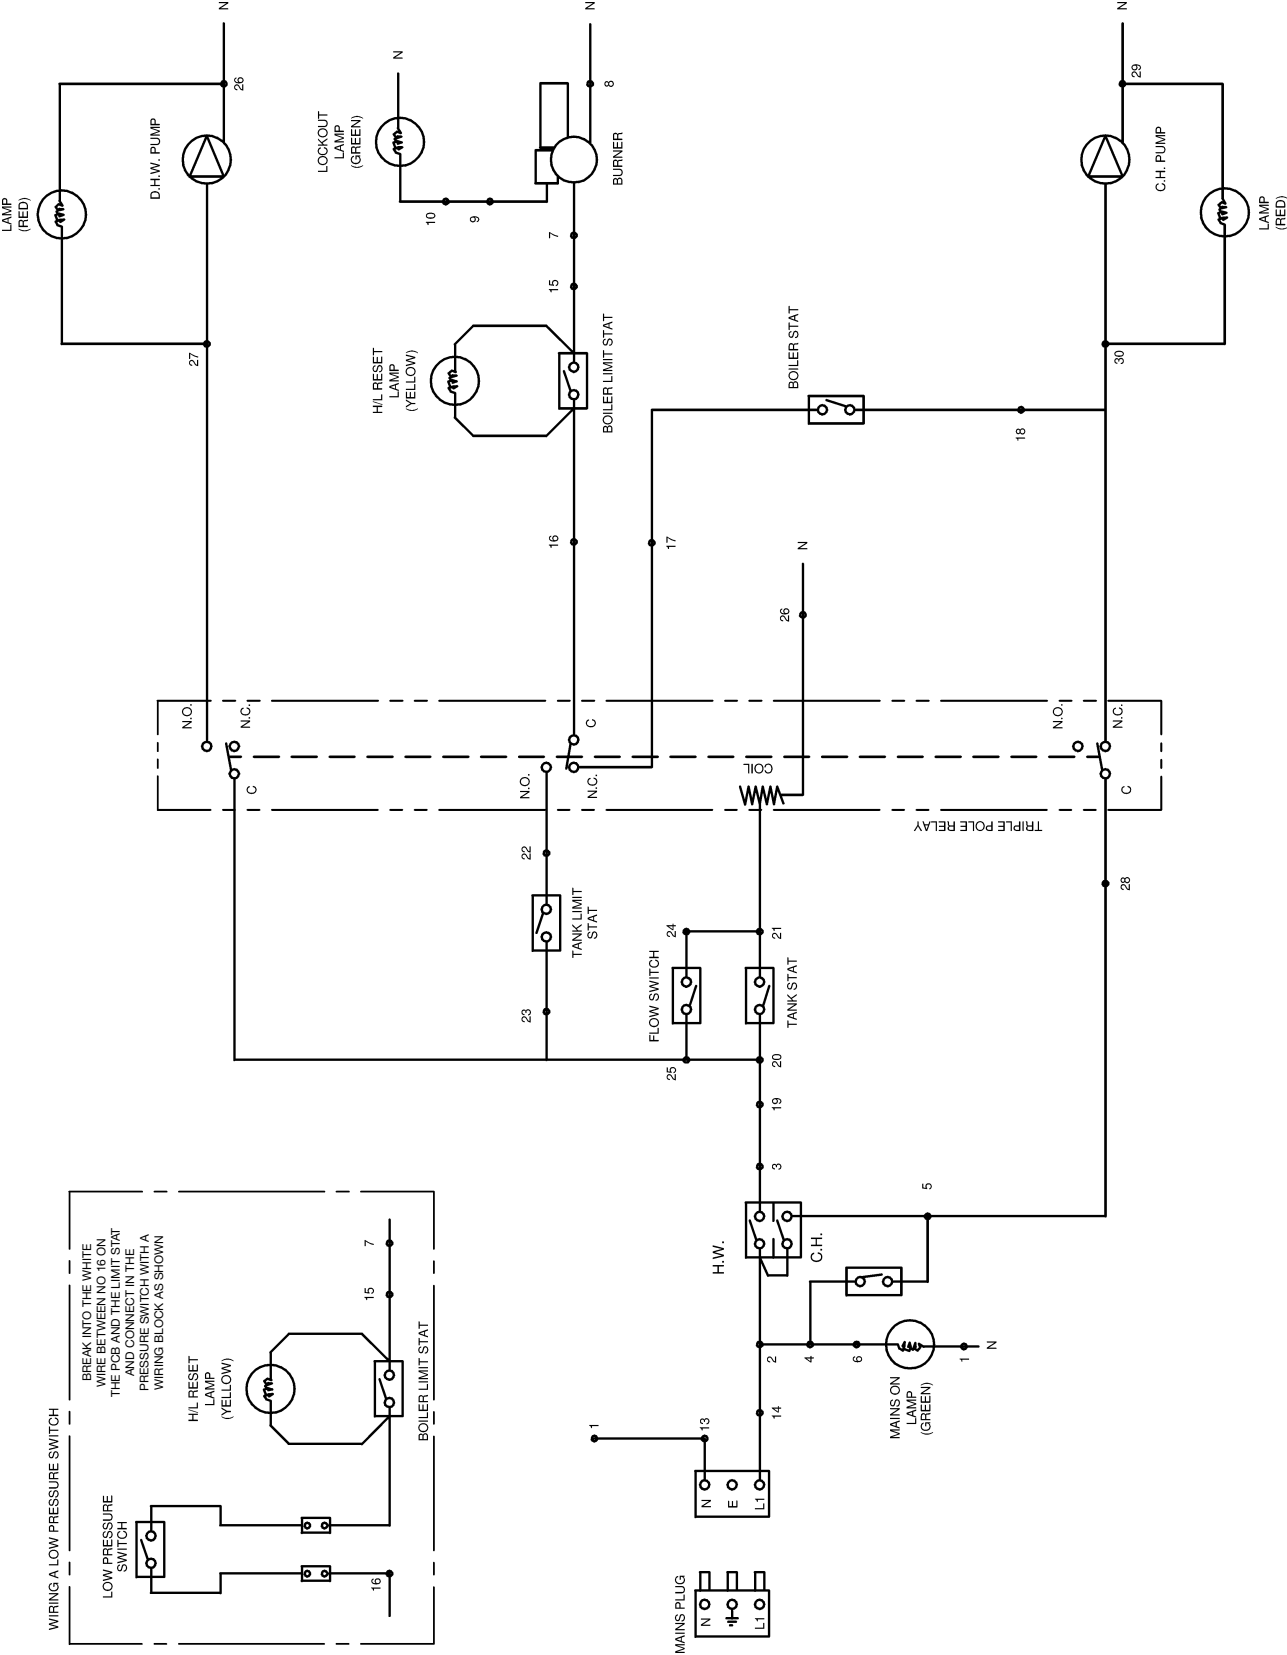 WIRING A LOW PRESSURE SWITCH
BREAK INTO THE WHITE
WIRE BETWEEN NO 16 ON
THE PCB AND THE LIMIT STAT
AND CONNECT IN THE
PRESSURE SWITCH WITH A
WIRING BLOCK AS SHOWN
LOW PRESSURE
SWITCH
H/L RESET
LAMP
(YELLOW)
BOILER LIMIT STAT
16
15
7
LAMP
(RED)
D.H.W. PUMP
N
26
27
N.O.
N.C.
C
LOCKOUT
LAMP
(GREEN)
N
10
9
BURNER
N
8
7
15
H/L RESET
LAMP
(YELLOW)
BOILER LIMIT STAT
16
C
N.O.
N.C.
22
TANK LIMIT
STAT
23
17
BOILER STAT
18
FLOW SWITCH
24
25
COIL
26
N
21
TANK STAT
20
19
3
TRIPLE POLE RELAY
H.W.
C.H.
5
N
29
C.H. PUMP
LAMP
(RED)
30
N.O.
N.C.
C
28
MAINS PLUG
N
L1
N
E
L1
1
13
14
2
4
6
MAINS ON
LAMP
(GREEN)
1
N